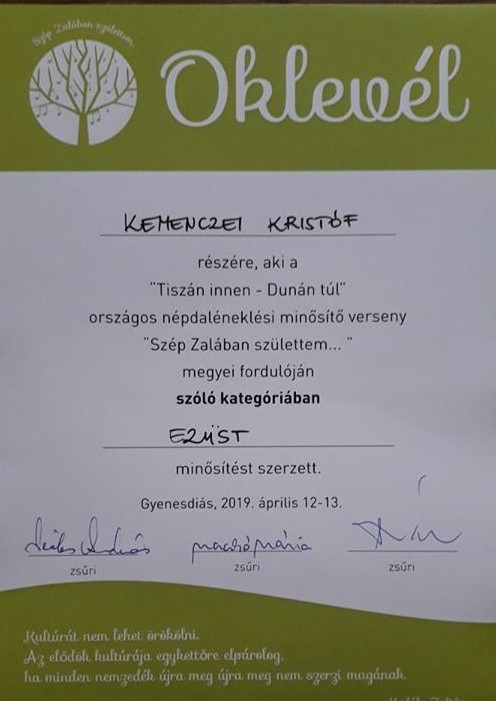 Szép Zalában születtem...
Oklevél
KEMENCZEI KRISTÓF
részére, aki a
"Tiszán innen - Dunán túl"
országos népdaléneklési minősítő verseny
"Szép Zalában születtem... "
megyei fordulóján
szóló kategóriában
EZÜST
minősítést szerzett.
Gyenesdiás, 2019. április 12-13.
zsűri zsűri zsűri
Kultúrát nem lehet örökölni.
Az elődök kultúrája egykettőre elpárolog,
ha minden nemzedék újra meg újra meg nem szerzi magának.